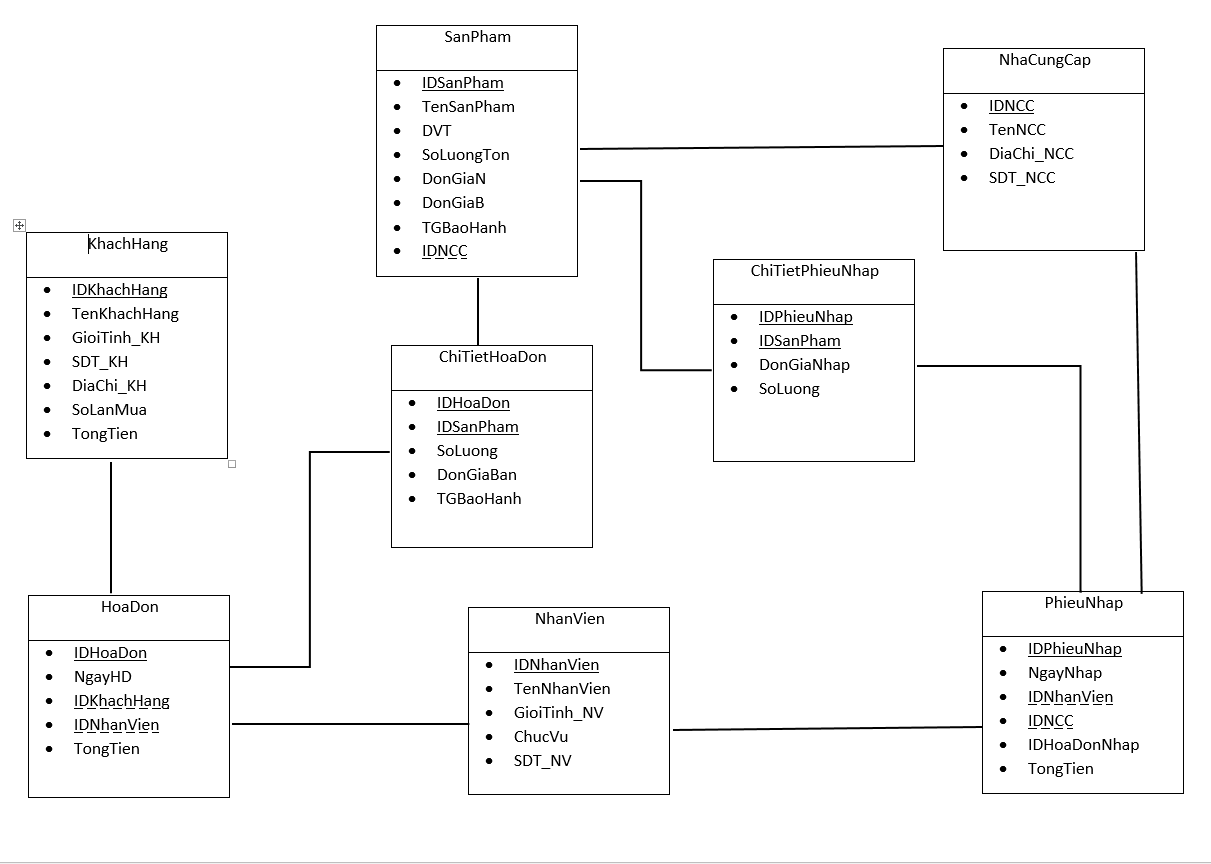 SanPham
IDSanPham
TenSanPham
DVT
SoLuongTon
DonGiaN
DonGiaB
TGBaoHanh
IDNCC
NhaCungCap
IDNCC
TenNCC
DiaChi_NCC
SDT_NCC
KhachHang
IDKhachHang
TenKhachHang
GioiTinh_KH
SDT_KH
DiaChi_KH
SoLanMua
TongTien
ChiTietPhieuNhap
IDPhieuNhap
IDSanPham
DonGiaNhap
SoLuong
ChiTietHoaDon
IDHoaDon
IDSanPham
SoLuong
DonGiaBan
TGBaoHanh
HoaDon
IDHoaDon
NgayHD
IDKhachHang
IDNhanVien
TongTien
NhanVien
IDNhanVien
TenNhanVien
GioiTinh_NV
ChucVu
SDT_NV
PhieuNhap
IDPhieuNhap
NgayNhap
IDNhanVien
IDNCC
IDHoaDonNhap
TongTien